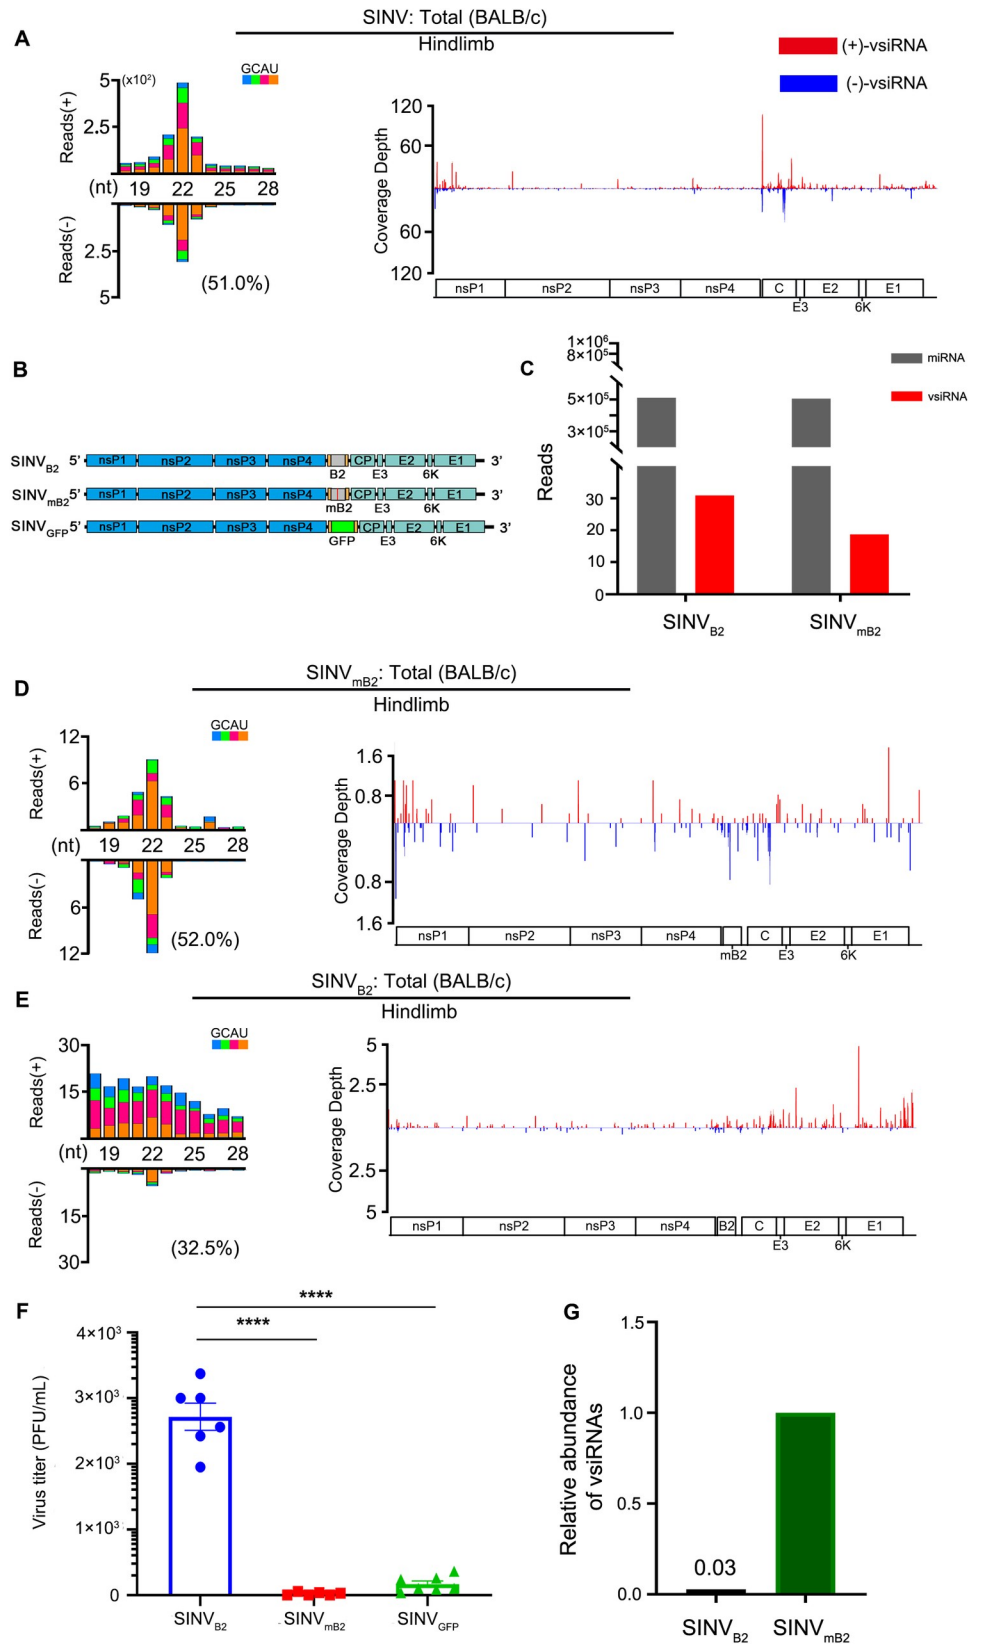 A
SINV: Total (BALB/c)
Hindlimb
(+)-vsiRNA
(-)-vsiRNA
GCAU
(x10²)
Reads(+)
5
2.5
(nt) 19 22 25 28
Reads(-)
2.5
5
(51.0%)
Coverage Depth
120
60
60
120
nsP1 nsP2 nsP3 nsP4 C E2 E1
E3 6K
B
SINVB2 5' nsP1 nsP2 nsP3 nsP4 CP E2 E1 3'
B2 E3 6K
SINVmB2 5' nsP1 nsP2 nsP3 nsP4 CP E2 E1 3'
mB2 E3 6K
SINVGFP 5' nsP1 nsP2 nsP3 nsP4 CP E2 E1 3'
GFP E3 6K
C
miRNA
vsiRNA
Reads
1×10⁶
8×10⁵
5×10⁵
3×10⁵
30
20
10
0
SINVB2 SINVmB2
D
SINVmB2: Total (BALB/c)
Hindlimb
GCAU
Reads(+)
12
6
(nt) 19 22 25 28
Reads(-)
6
12
(52.0%)
Coverage Depth
1.6
0.8
0.8
1.6
nsP1 nsP2 nsP3 nsP4 C E2 E1
mB2 E3 6K
E
SINVB2: Total (BALB/c)
Hindlimb
GCAU
Reads(+)
30
15
(nt) 19 22 25 28
Reads(-)
15
30
(32.5%)
Coverage Depth
5
2.5
2.5
5
nsP1 nsP2 nsP3 nsP4 B2 C E2 E1
E3 6K
F
****
****
Virus titer (PFU/mL)
4×10³
3×10³
2×10³
1×10³
0
SINVB2 SINVmB2 SINVGFP
G
Relative abundance
of vsiRNAs
1.5
1.0
0.5
0.0
0.03
SINVB2 SINVmB2